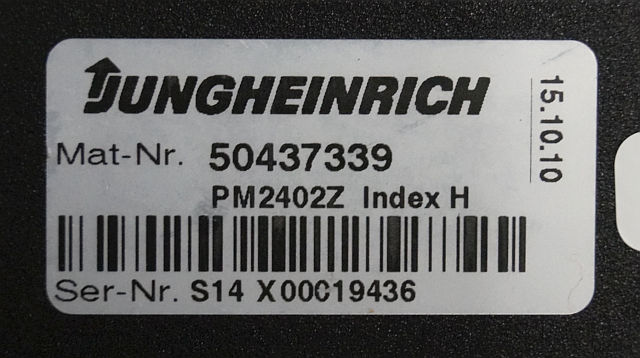 JUNGHEINRICH
Mat-Nr. 50437339
PM2402Z Index H
Ser-Nr. S14 X00019436
15.10.10